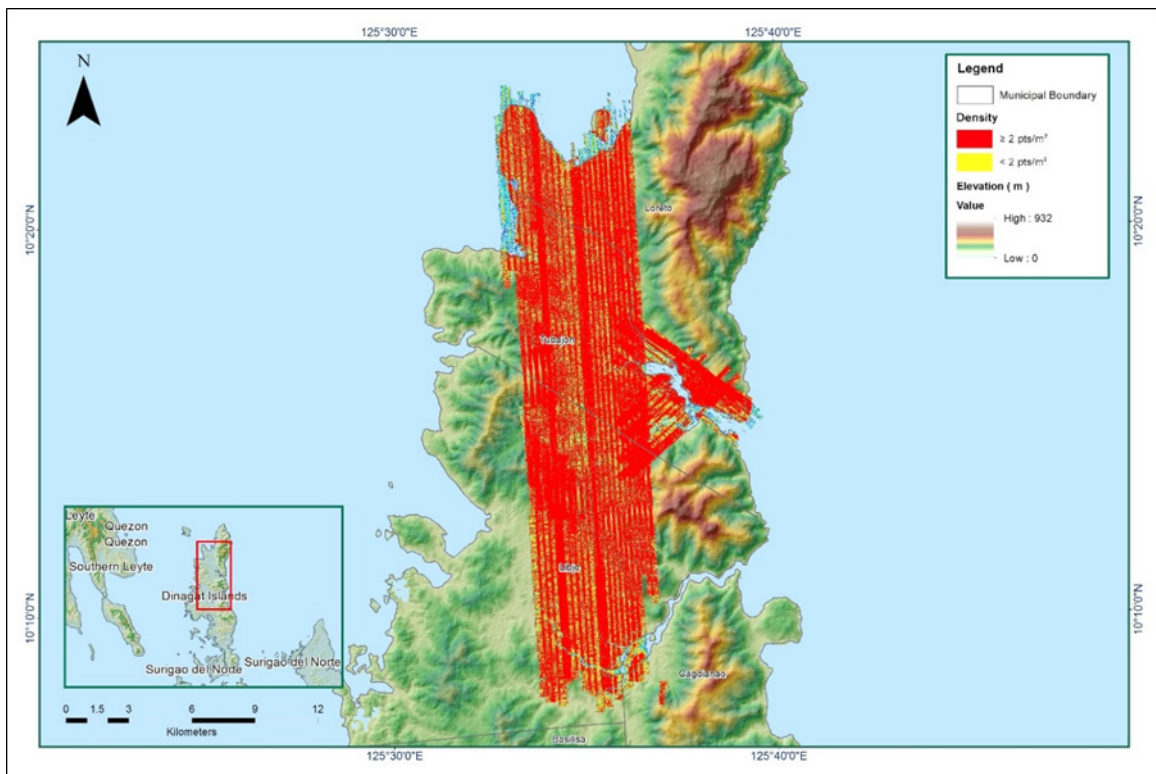 125°30'0"E
125°40'0"E
N
Legend
Municipal Boundary
Density
≥ 2 pts/m²
< 2 pts/m²
Elevation ( m )
Value
High : 932
Low : 0
10°20'0"N
10°20'0"N
Loreto
Tubajon
Libjo
Cagdianao
Basilisa
10°10'0"N
10°10'0"N
Leyte
Quezon
Quezon
Southern Leyte
Dinagat Islands
Surigao del Norte
Surigao del Norte
0 1.5 3 6 9 12
Kilometers
125°30'0"E
125°40'0"E